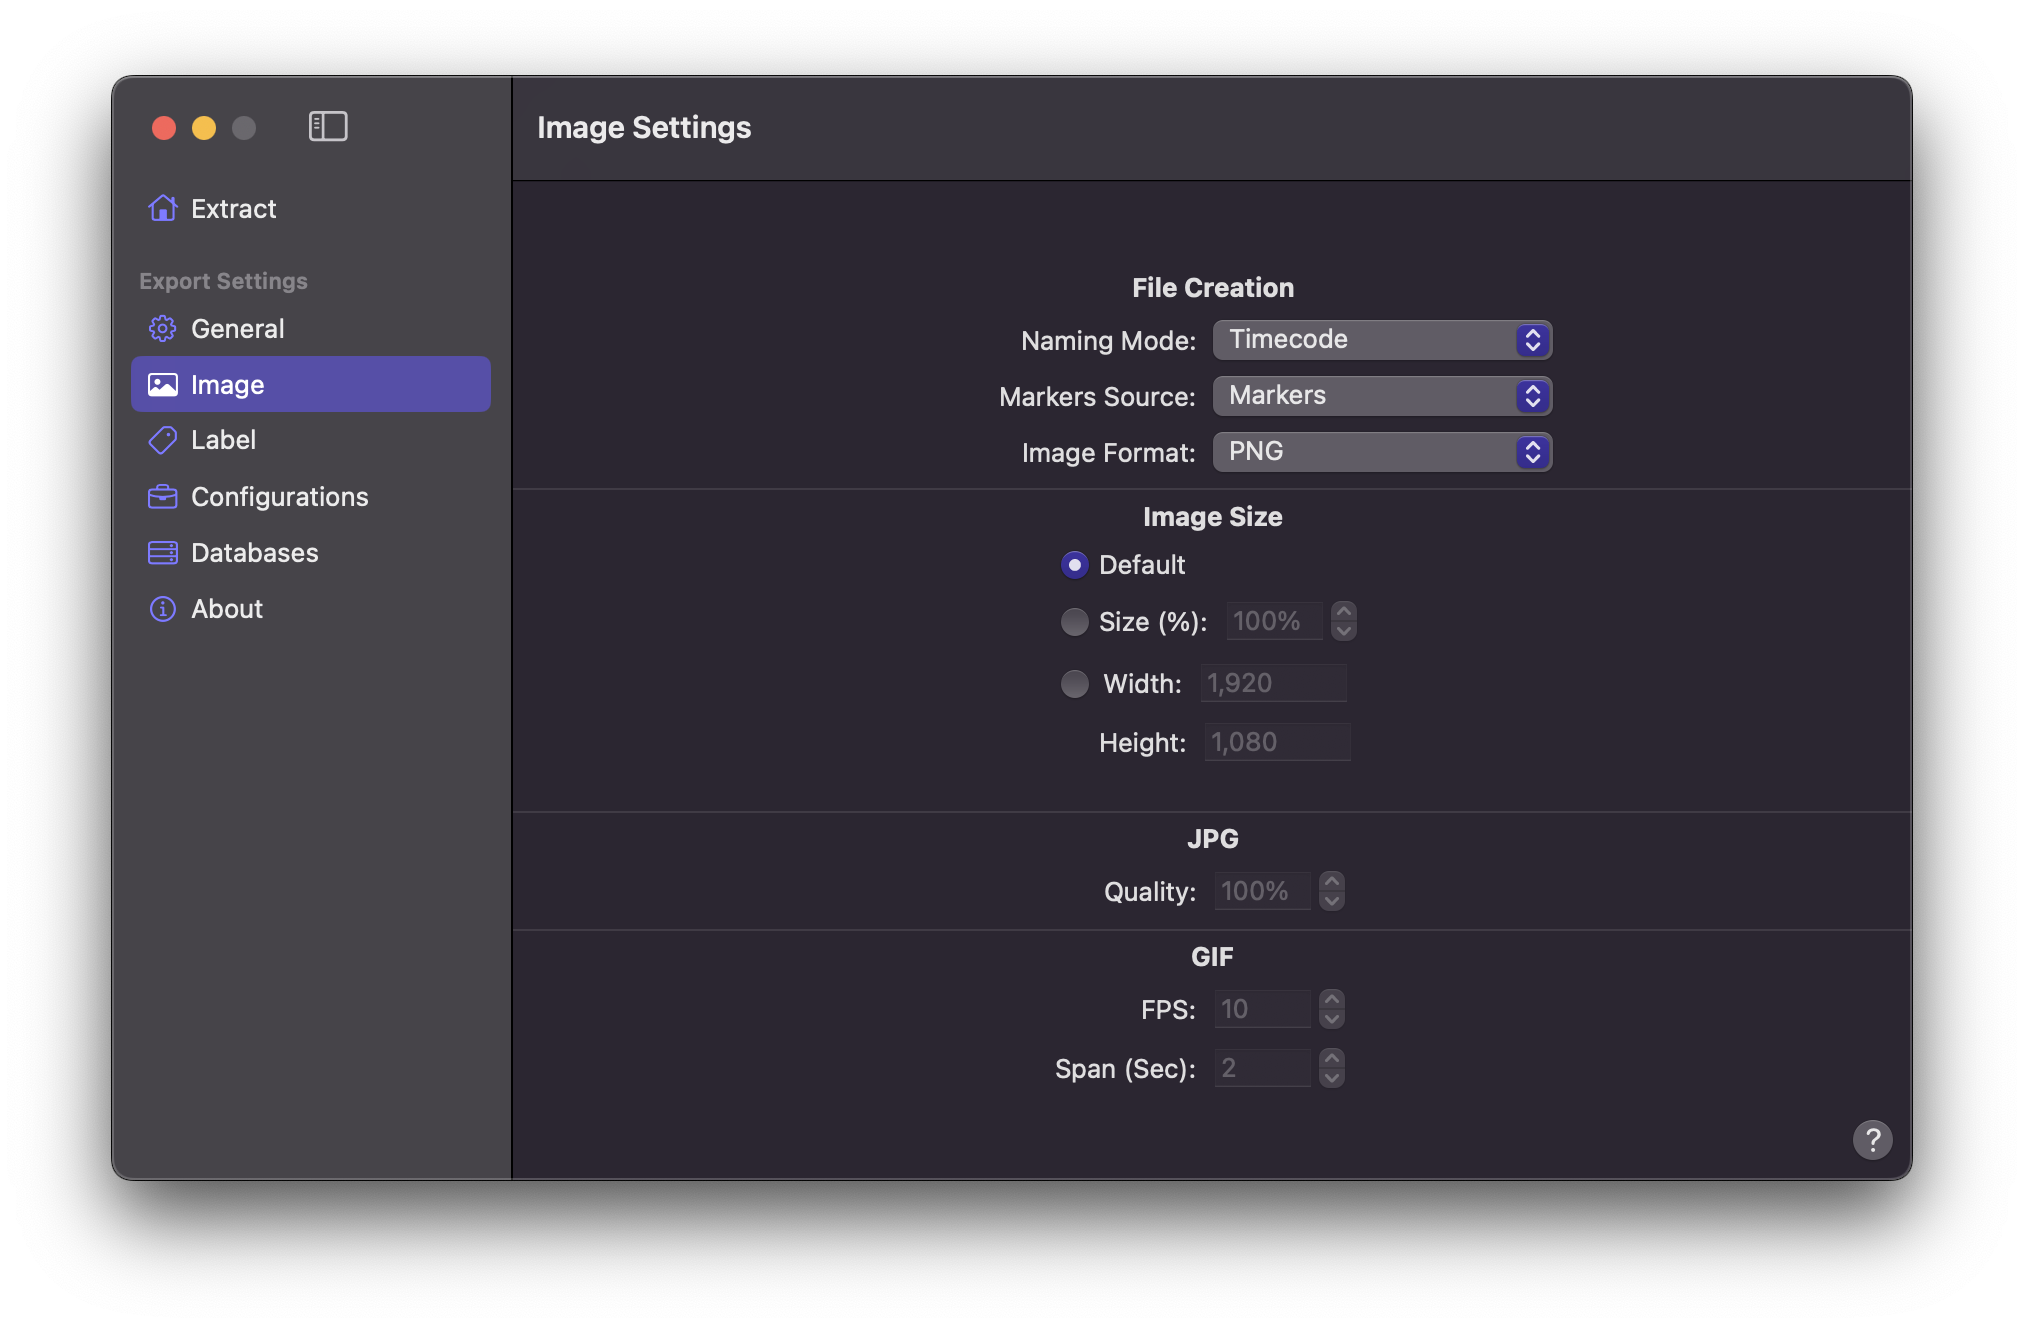 Image Settings
Extract
Export Settings
General
Image
Label
Configurations
Databases
About
File Creation
Naming Mode: Timecode
Markers Source: Markers
Image Format: PNG
Image Size
Default
Size (%): 100%
Width: 1,920
Height: 1,080
JPG
Quality: 100%
GIF
FPS: 10
Span (Sec): 2
?